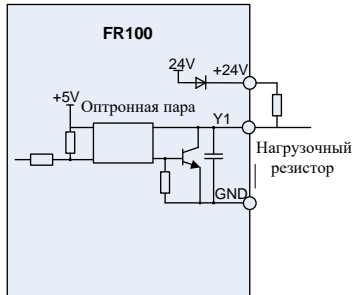 FR100
24V
+24V
+5V
Оптронная пара
Y1
Нагрузочный
резистор
GND